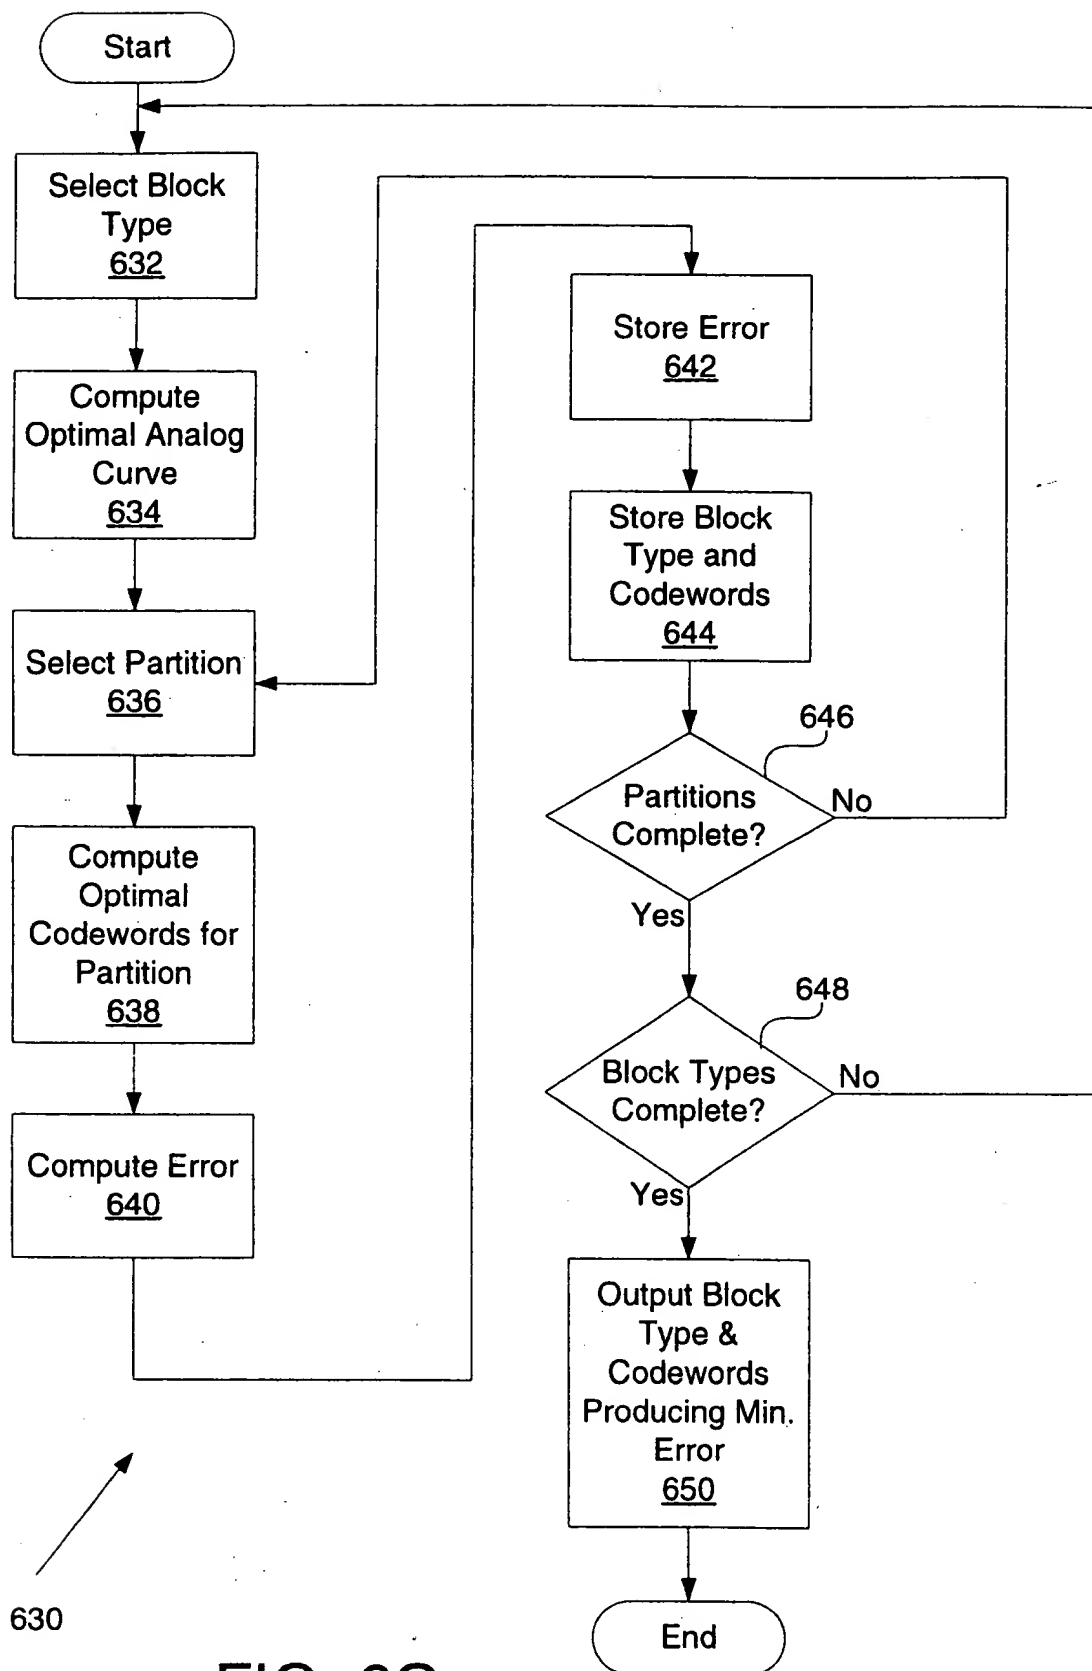 Start
Select Block
Type
632
Compute
Optimal Analog
Curve
634
Select Partition
636
Compute
Optimal
Codewords for
Partition
638
Compute Error
640
Store Error
642
Store Block
Type and
Codewords
644
646
Partitions
Complete?
No
Yes
648
Block Types
Complete?
No
Yes
Output Block
Type &
Codewords
Producing Min.
Error
650
End
630
FIG.